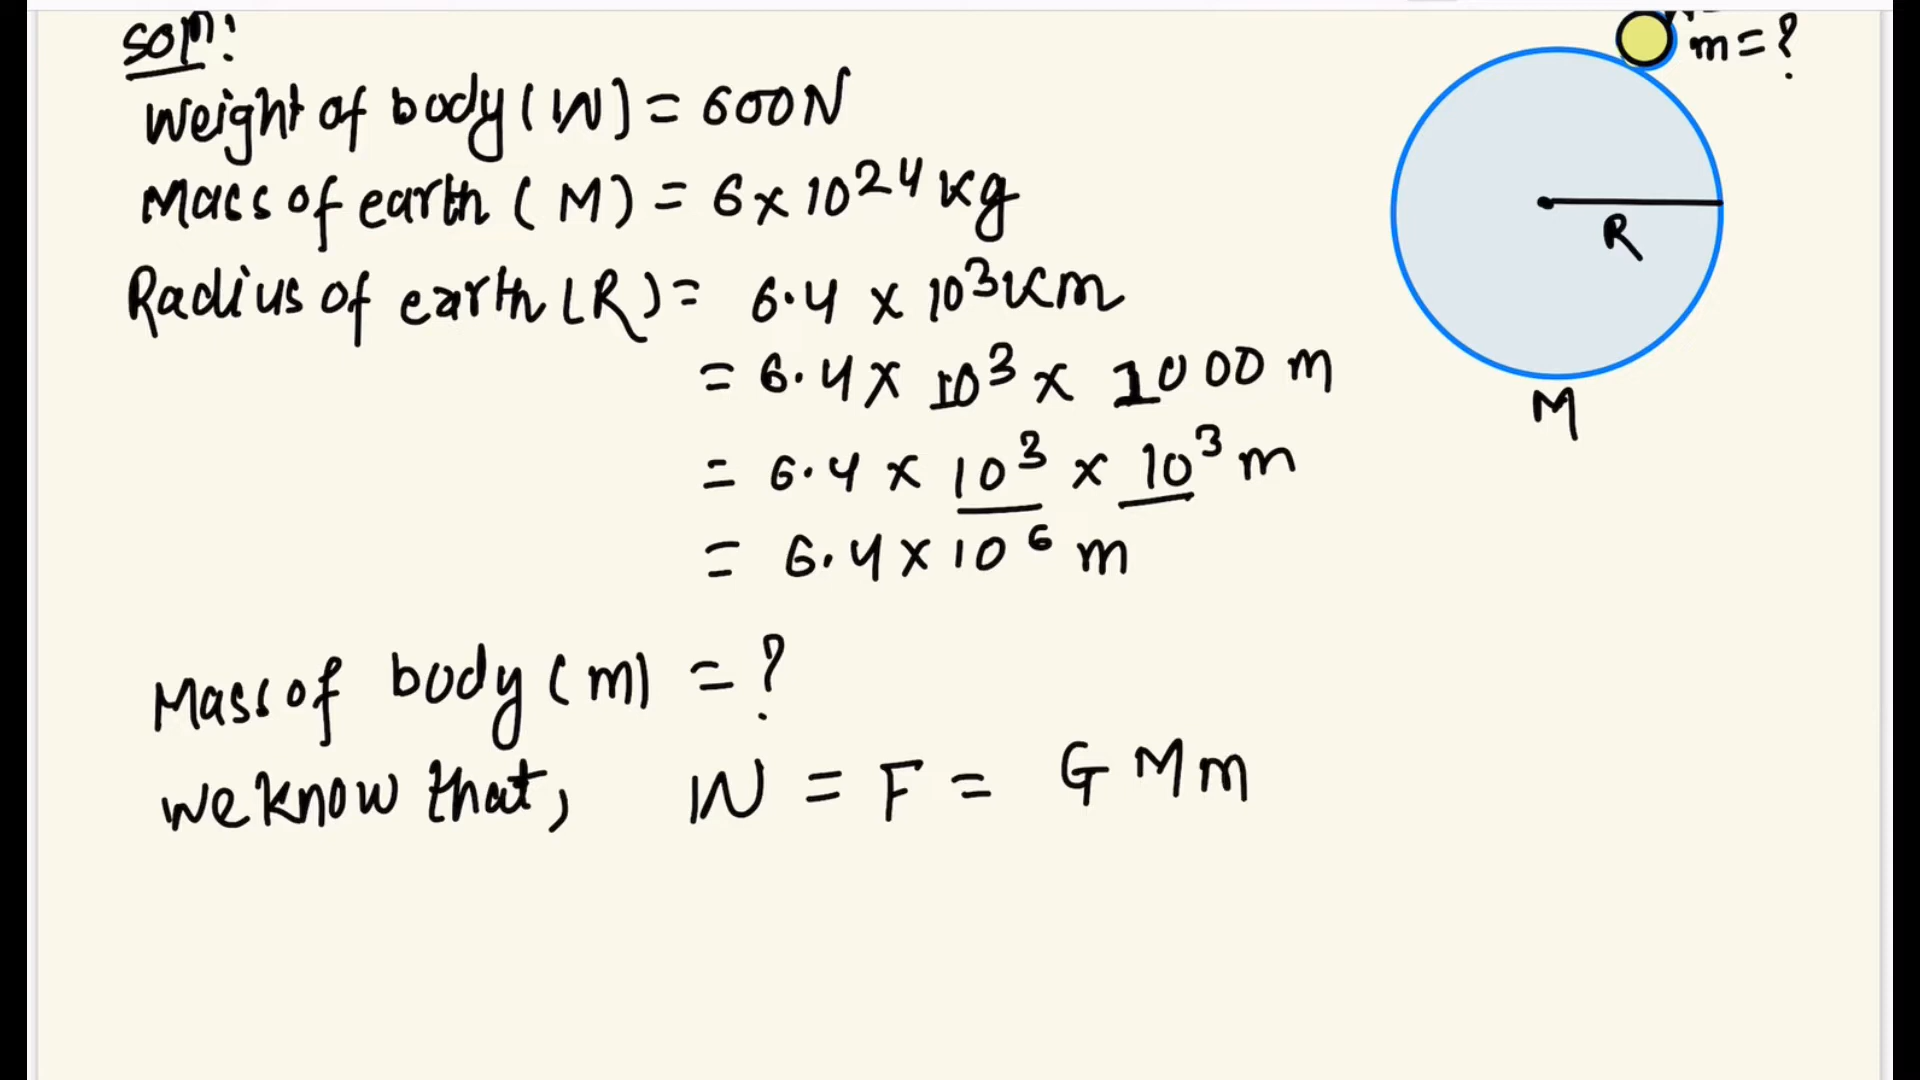 Soln:
m=?
Weight of body (W) = 600N
Mass of earth (M) = 6 x 10^24 kg
Radius of earth (R) = 6.4 x 10^3 Km
= 6.4 x 10^3 x 1000 m
= 6.4 x 10^3 x 10^3 m
= 6.4 x 10^6 m
R
M
Mass of body (m) = ?
we know that, W = F = G M m